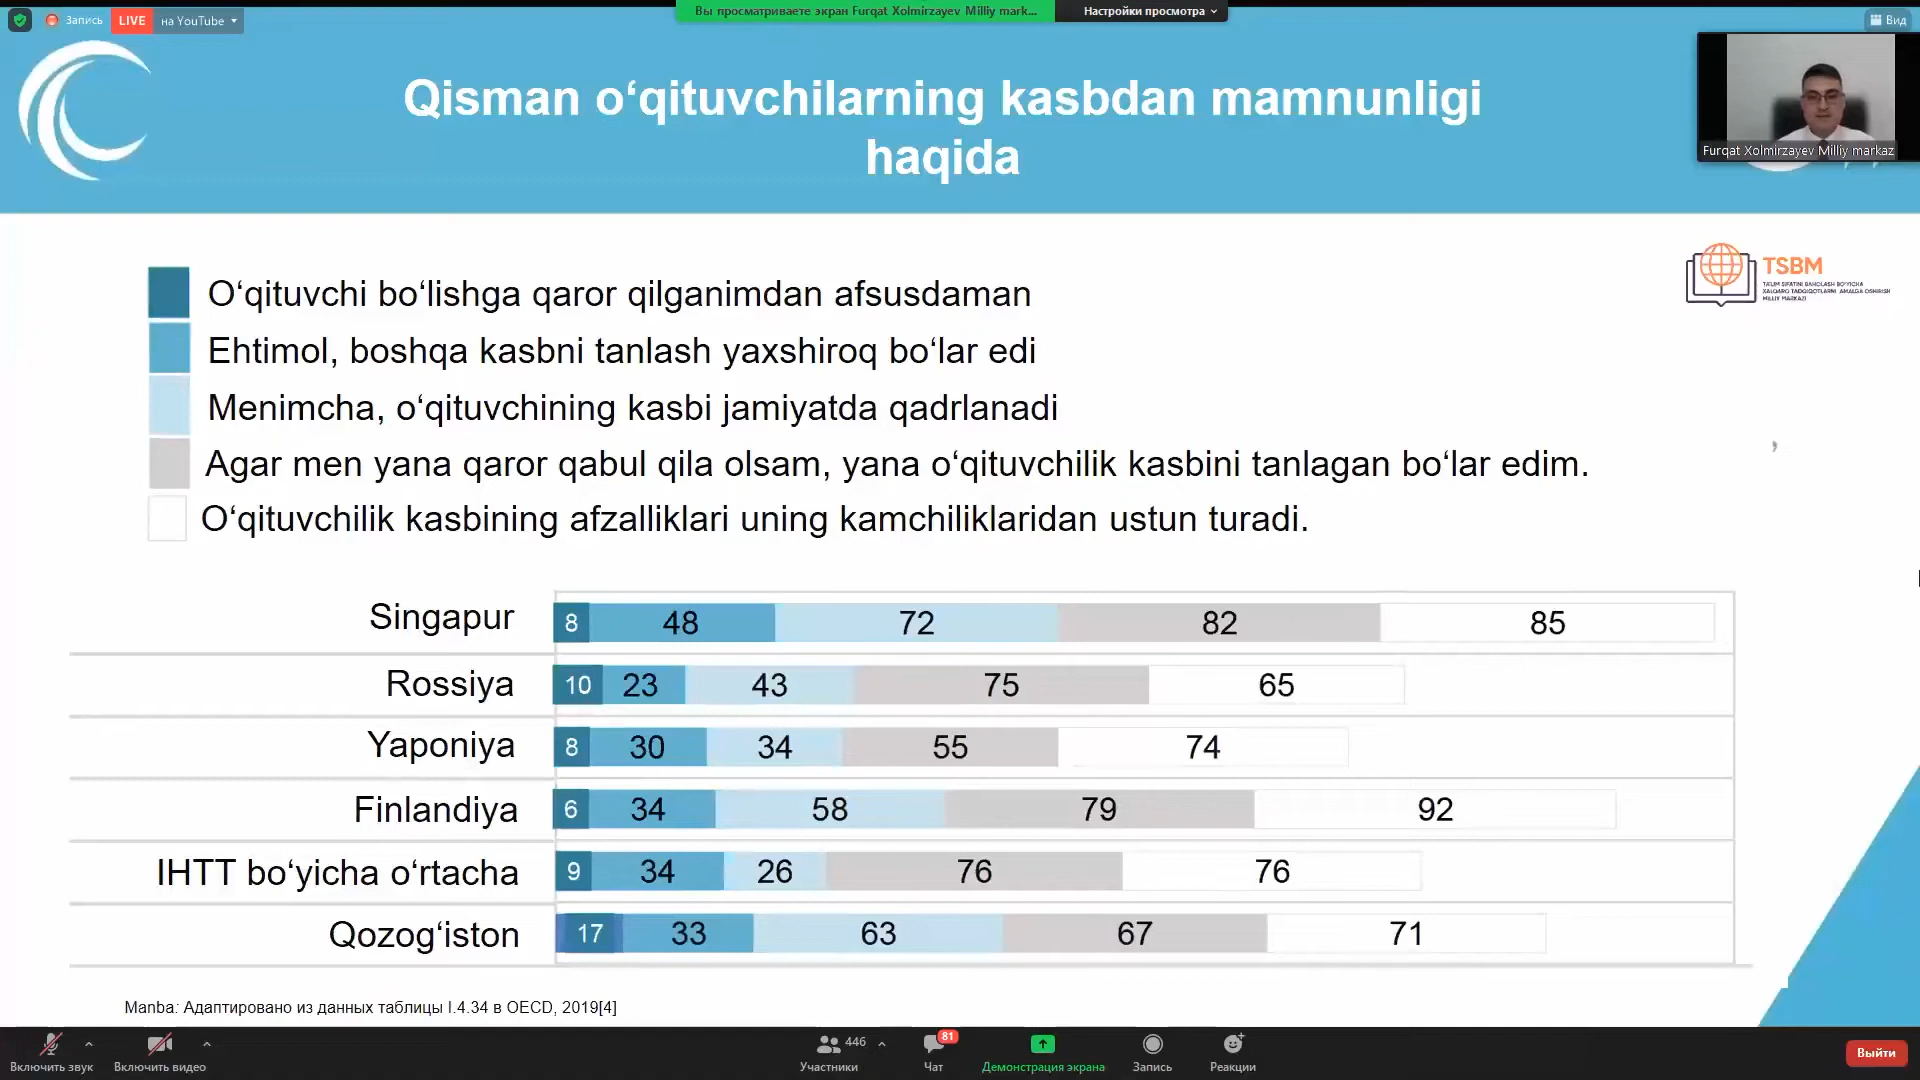 Запись
LIVE
на YouTube
Вы просматриваете экран Furqat Xolmirzayev Milliy mark...
Настройки просмотра
Вид
Qisman o‘qituvchilarning kasbdan mamnunligi
haqida
Furqat Xolmirzayev Milliy markaz
TSBM
TA'LIM SIFATINI BAHOLASH BO'YICHA
XALQARO TADQIQOTLARNI AMALGA OSHIRISH
MILLIY MARKAZI
O‘qituvchi bo‘lishga qaror qilganimdan afsusdaman
Ehtimol, boshqa kasbni tanlash yaxshiroq bo‘lar edi
Menimcha, o‘qituvchining kasbi jamiyatda qadrlanadi
Agar men yana qaror qabul qila olsam, yana o‘qituvchilik kasbini tanlagan bo‘lar edim.
O‘qituvchilik kasbining afzalliklari uning kamchiliklaridan ustun turadi.
Singapur 8 48 72 82 85
Rossiya 10 23 43 75 65
Yaponiya 8 30 34 55 74
Finlandiya 6 34 58 79 92
IHTT bo‘yicha o‘rtacha 9 34 26 76 76
Qozog‘iston 17 33 63 67 71
Manba: Адаптировано из данных таблицы I.4.34 в OECD, 2019[4]
Включить звук
Включить видео
446
Участники
81
Чат
Демонстрация экрана
Запись
Реакции
Выйти